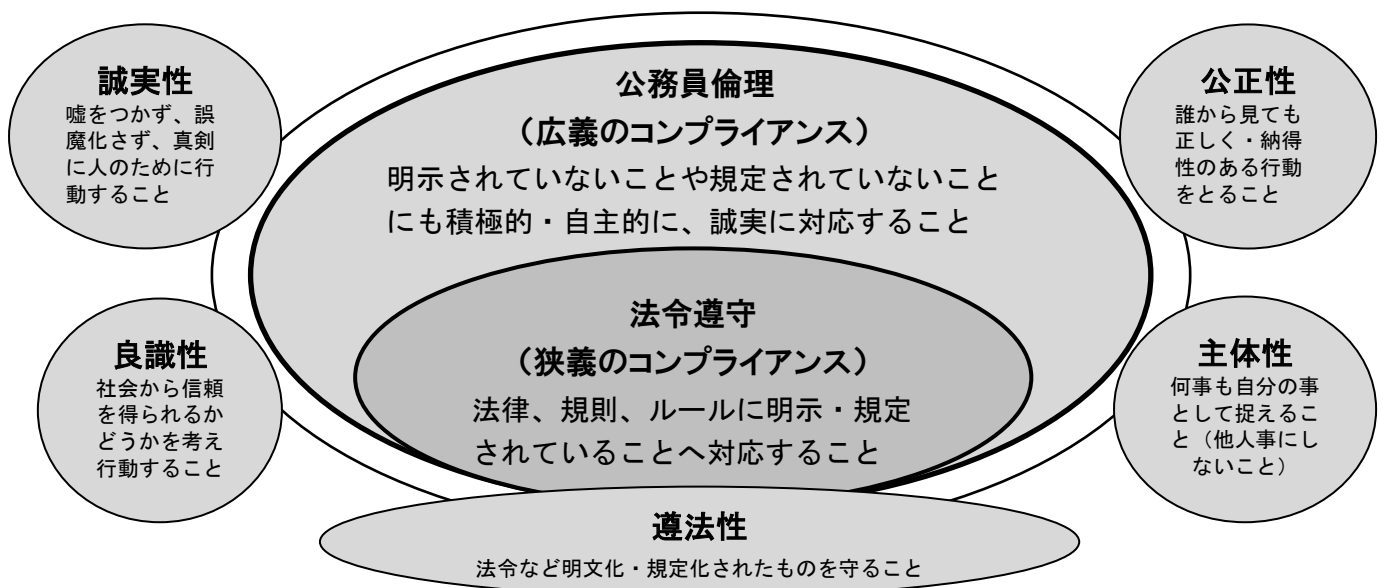 誠実性
嘘をつかず、誤
魔化さず、真剣
に人のために行
動すること
公務員倫理
（広義のコンプライアンス）
明示されていないことや規定されていないこと
にも積極的・自主的に、誠実に対応すること
公正性
誰から見ても
正しく・納得
性のある行動
をとること
良識性
社会から信頼
を得られるか
どうかを考え
行動すること
法令遵守
（狭義のコンプライアンス）
法律、規則、ルールに明示・規定
されていることへ対応すること
主体性
何事も自分の事
として捉えるこ
と（他人事にし
ないこと）
遵法性
法令など明文化・規定化されたものを守ること